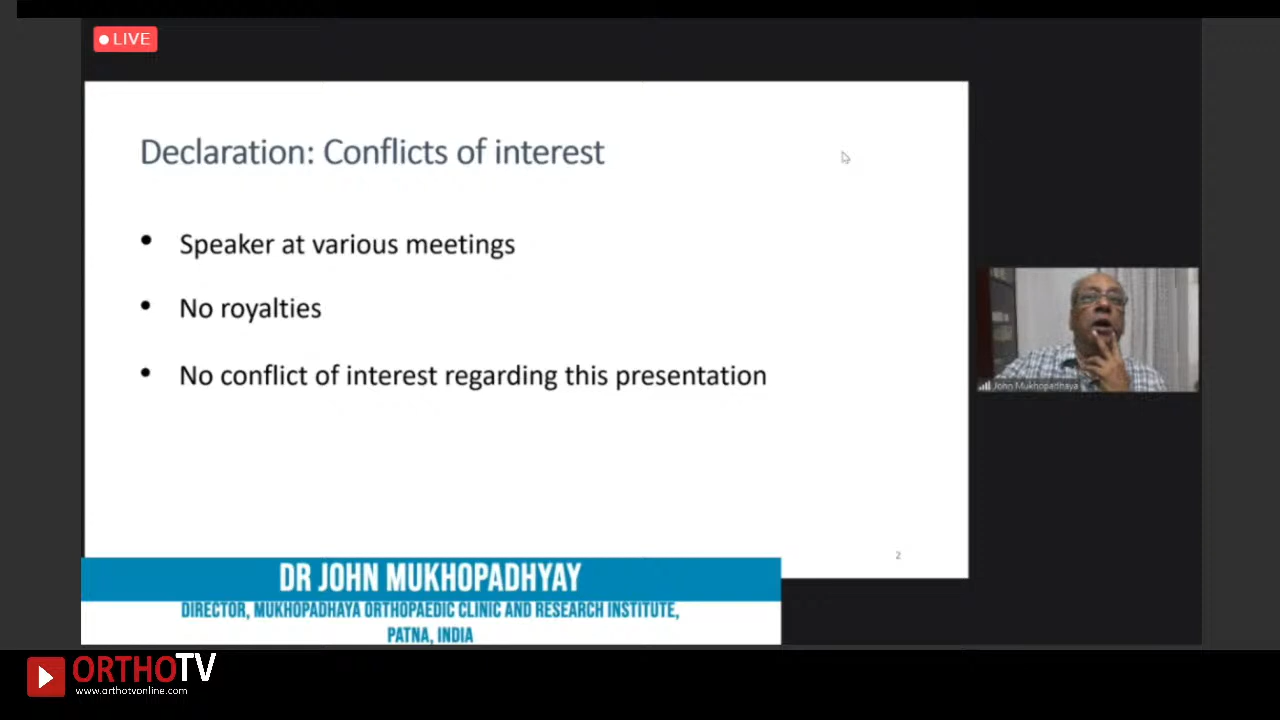 LIVE
Declaration: Conflicts of interest
• Speaker at various meetings
• No royalties
• No conflict of interest regarding this presentation
John Mukhopadhaya
2
DR JOHN MUKHOPADHYAY
DIRECTOR, MUKHOPADHAYA ORTHOPAEDIC CLINIC AND RESEARCH INSTITUTE,
PATNA, INDIA
ORTHOTV
www.orthotvonline.com